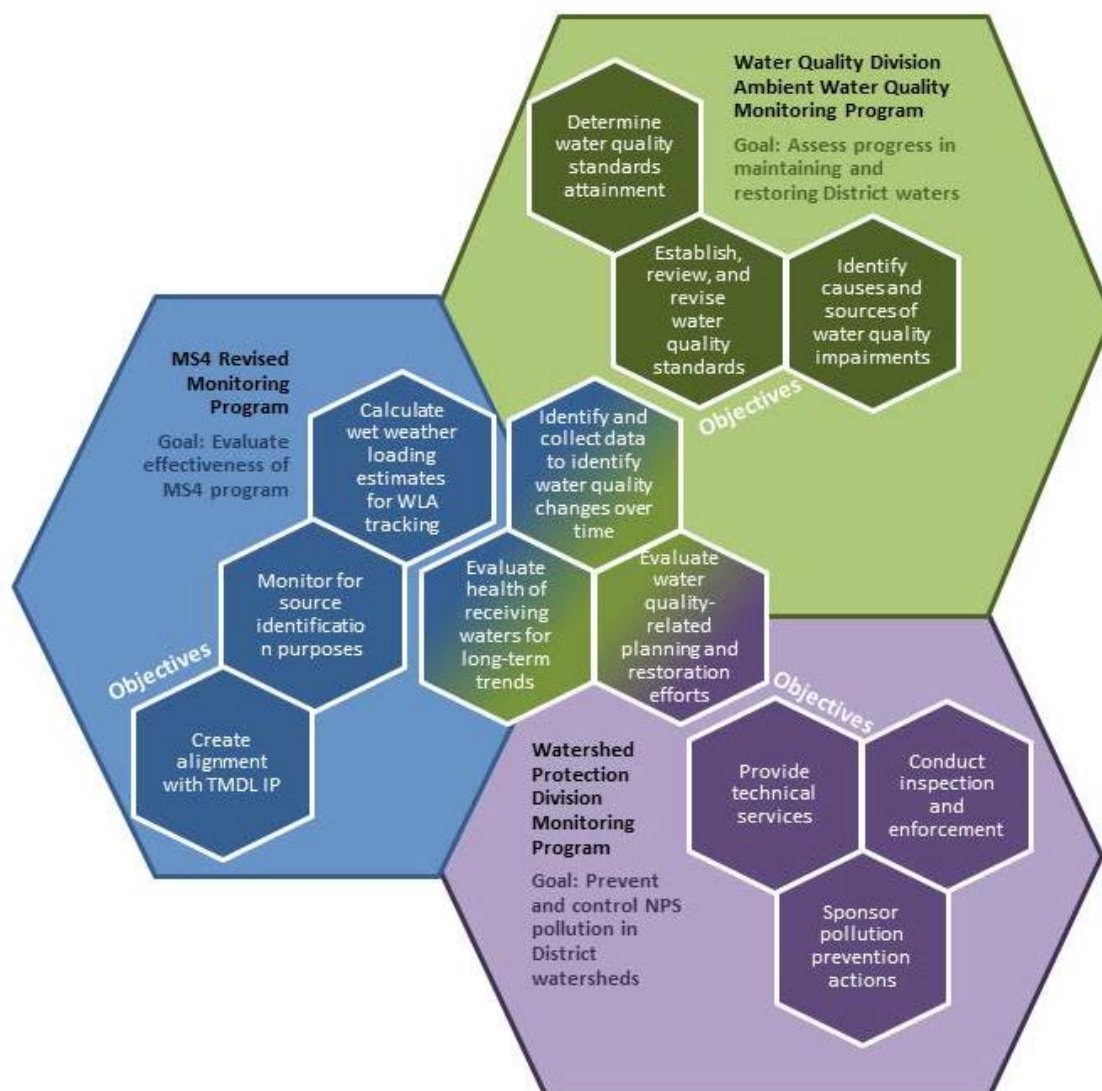 Water Quality Division
Ambient Water Quality
Monitoring Program
Goal: Assess progress in
maintaining and
restoring District waters
Determine
water quality
standards
attainment
Establish,
review, and
revise
water
quality
standards
Identify
causes and
sources of
water quality
impairments
Objectives
MS4 Revised
Monitoring
Program
Goal: Evaluate
effectiveness of
MS4 program
Calculate
wet weather
loading
estimates
for WLA
tracking
Identify and
collect data
to identify
water quality
changes over
time
Monitor for
source
identificatio
n purposes
Evaluate
health of
receiving
waters for
long-term
trends
Evaluate
water
quality-
related
planning and
restoration
efforts
Objectives
Create
alignment
with TMDL IP
Objectives
Watershed
Protection
Division
Monitoring
Program
Goal: Prevent
and control NPS
pollution in
District
watersheds
Provide
technical
services
Conduct
inspection
and
enforcement
Sponsor
pollution
prevention
actions